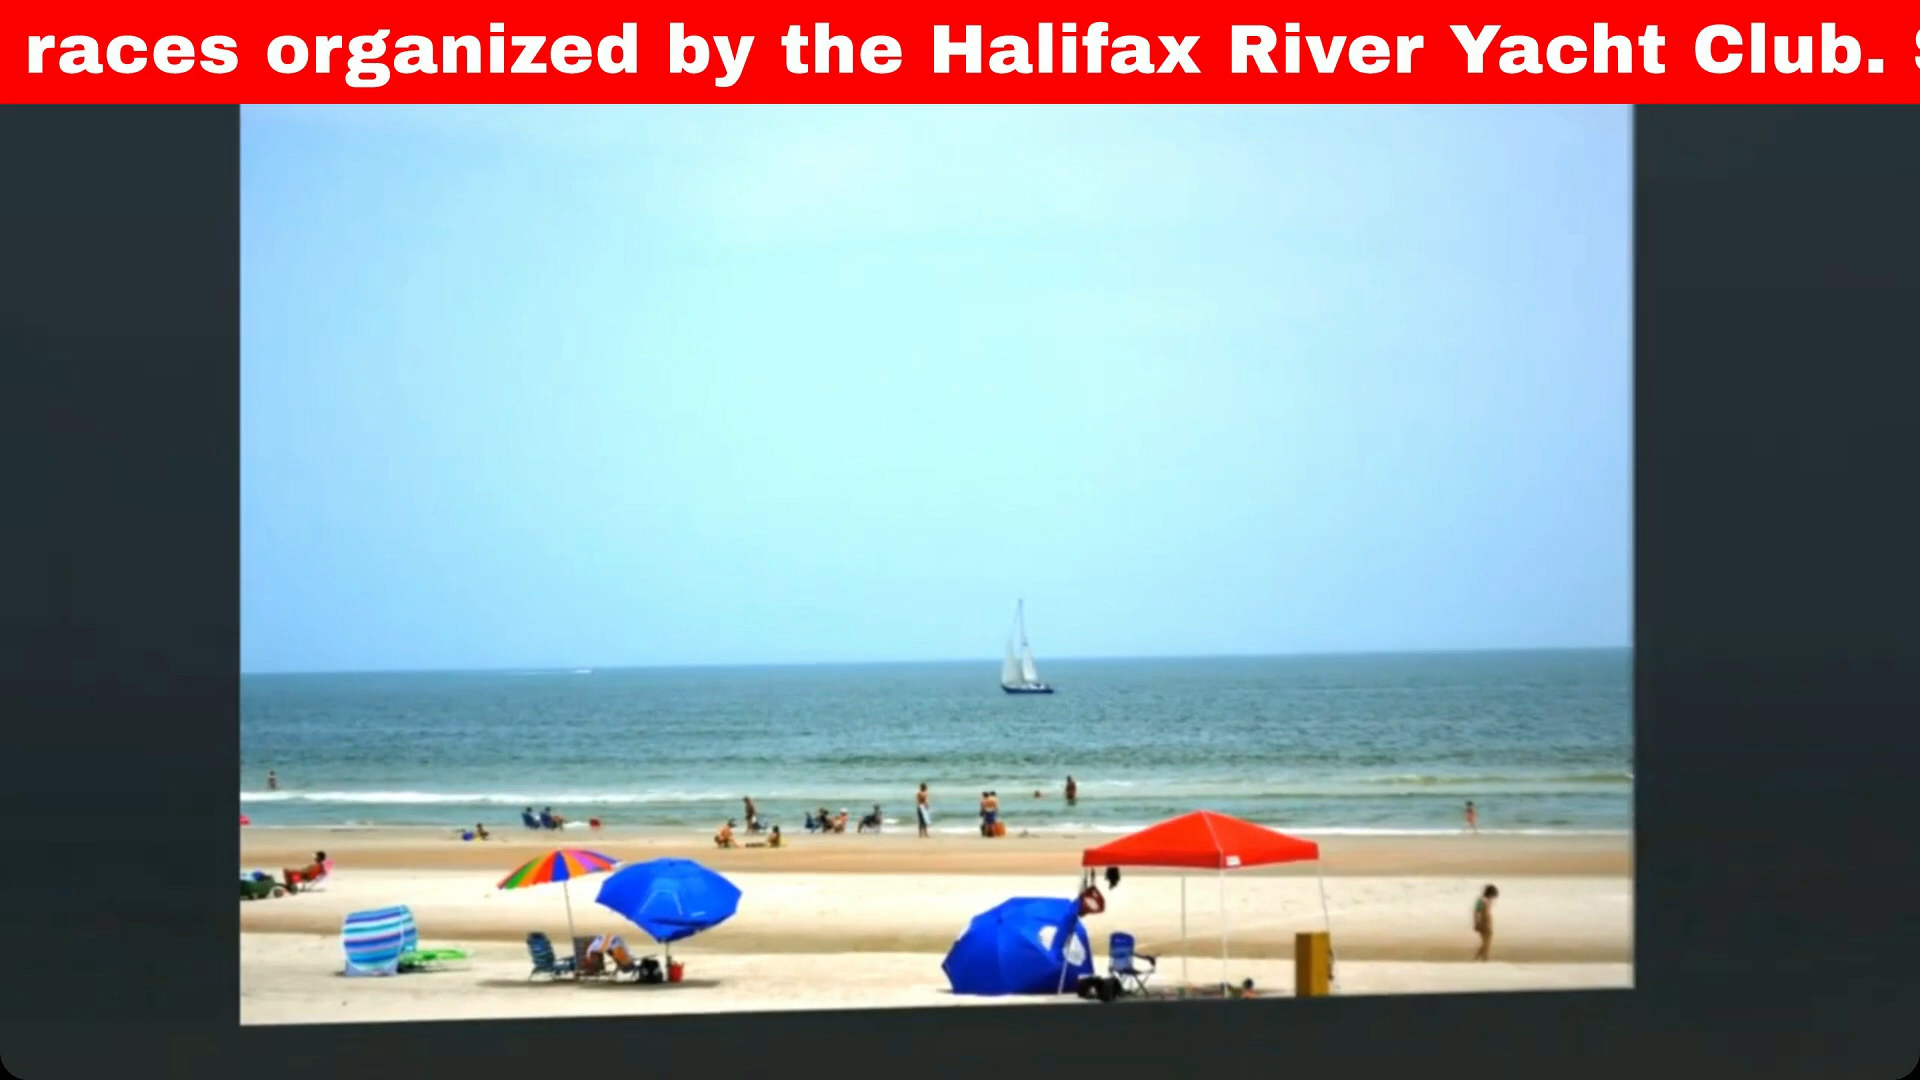 races organized by the Halifax River Yacht Club.